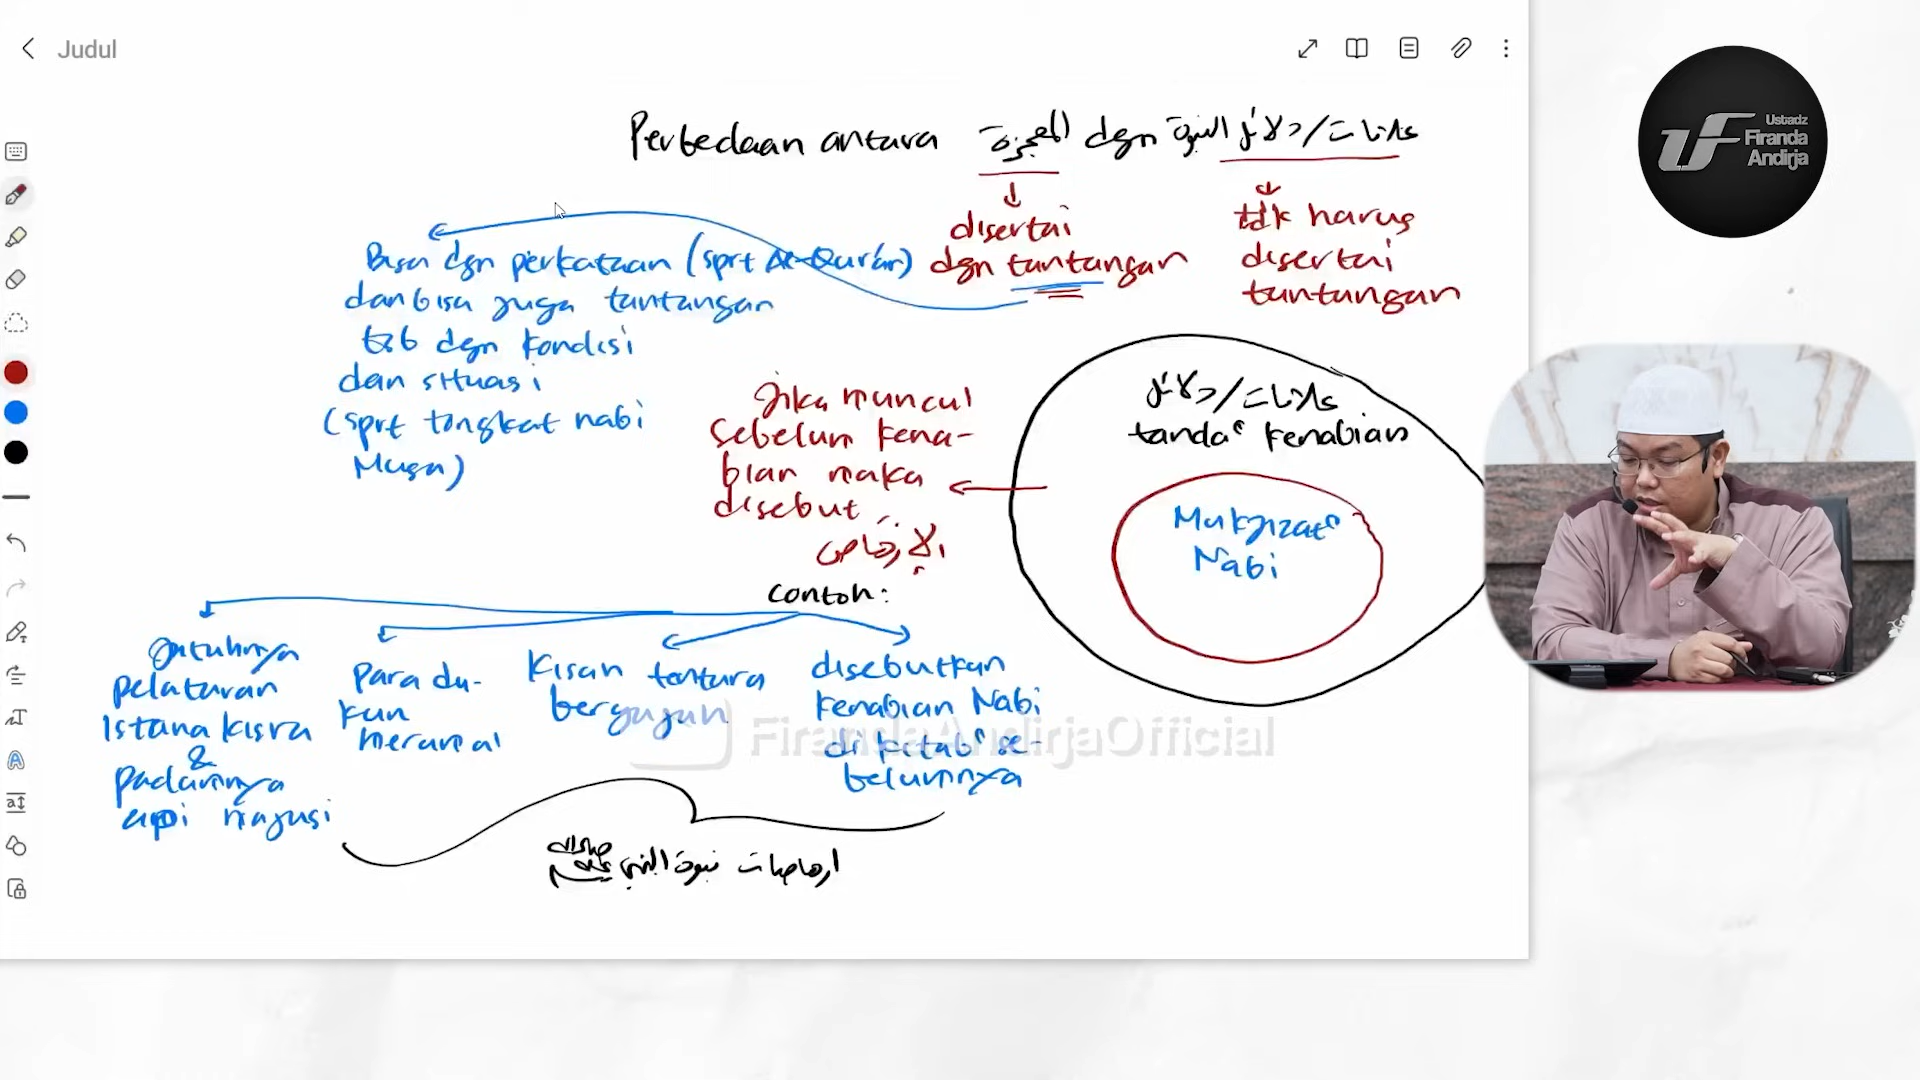 Judul
Ustadz
Firanda
Andirja
Perbedaan antara المعجزة dgn علامات/دلائل النبوة
disertai
dgn tantangan
tdk harus
disertai
tantangan
Bisa dgn perkataan (sprt Al-Qur'an)
dan bisa juga tantangan
tsb dgn kondisi
dan situasi
(sprt tongkat nabi
Musa)
Jika muncul
sebelum kena-
bian maka
disebut
الإرهاص
علامات/دلائل
tanda² kenabian
Mukjizat²
Nabi
contoh:
Jatuhnya
pelataran
Istana kisra
&
padamnya
api majusi
Para du-
kun
meramal
Kisah tentara
bergajah
disebutkan
kenabian Nabi
di kitab² se-
belumnya
FirandaAndirjaOfficial
ارهاصات نبوة النبي صلى الله عليه وسلم